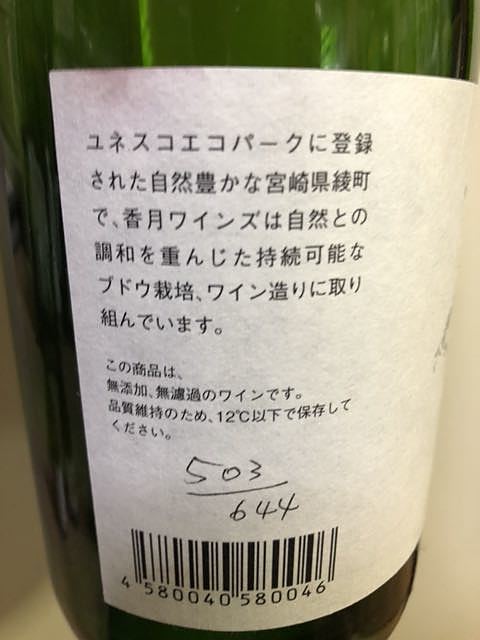 ユネスコエコパークに登録
された自然豊かな宮崎県綾町
で、香月ワインズは自然との
調和を重んじた持続可能な
ブドウ栽培、ワイン造りに取り
組んでいます。
この商品は、
無添加、無濾過のワインです。
品質維持のため、12℃以下で保存して
ください。
503
644
4 580040 580046